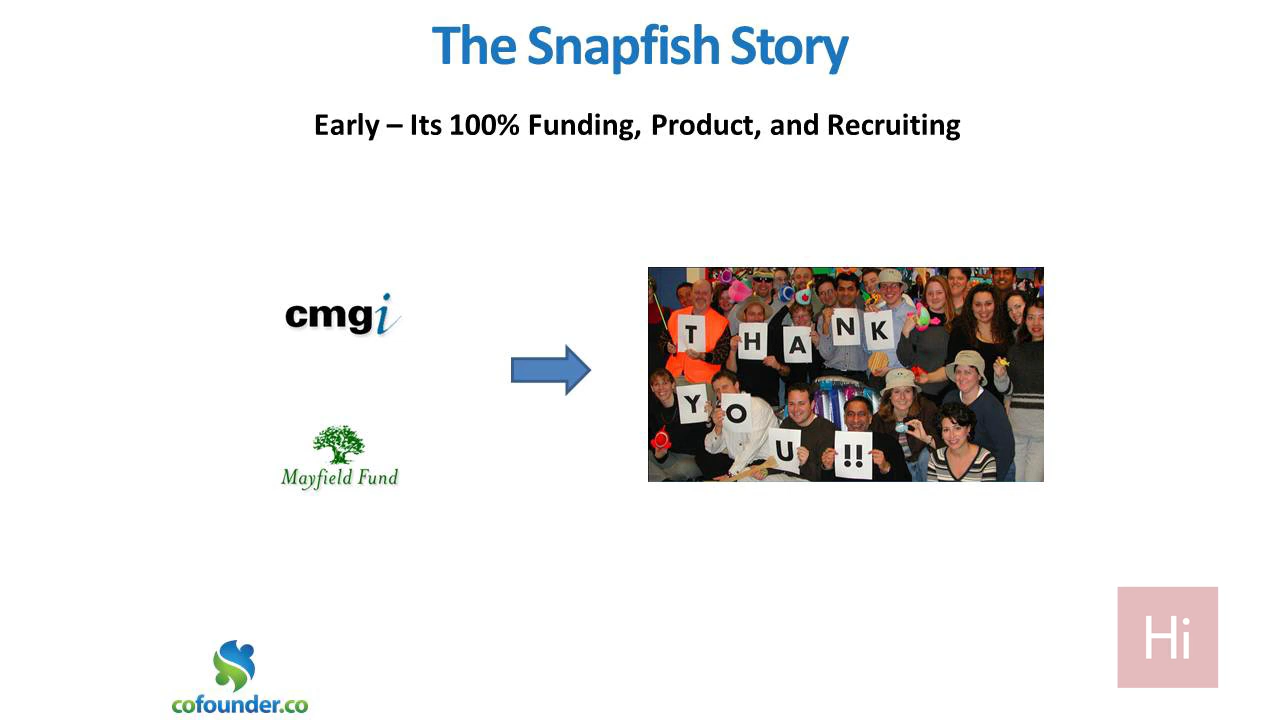 The Snapfish Story
Early – Its 100% Funding, Product, and Recruiting
cmgi
Mayfield Fund
T H A N K
Y O U !!
cofounder.co
Hi